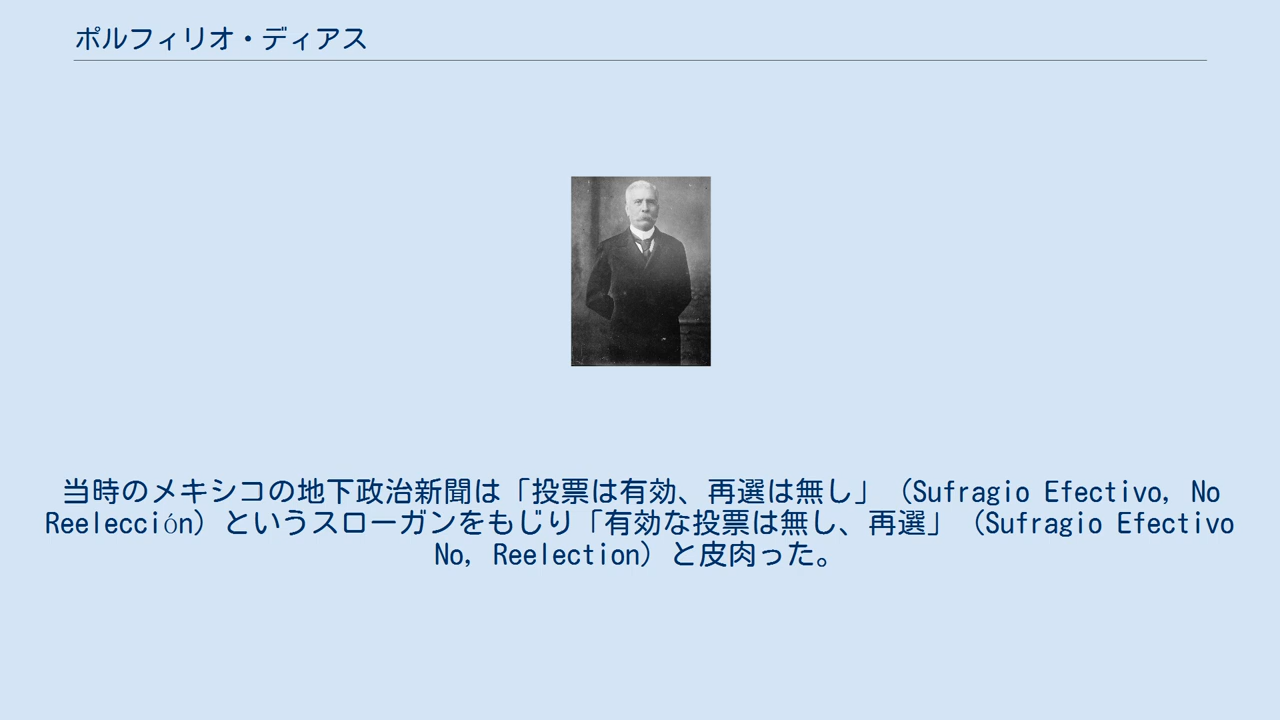 ポルフィリオ・ディアス
当時のメキシコの地下政治新聞は「投票は有効、再選は無し」（Sufragio Efectivo, No
Reelección）というスローガンをもじり「有効な投票は無し、再選」（Sufragio Efectivo
No, Reelection）と皮肉った。